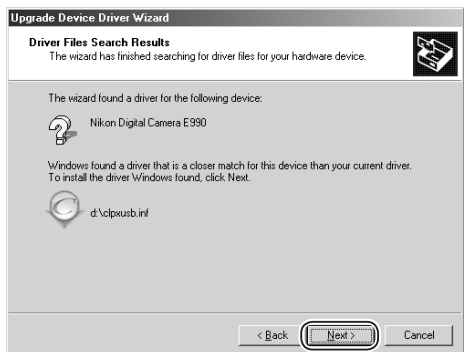 Upgrade Device Driver Wizard
Driver Files Search Results
The wizard has finished searching for driver files for your hardware device.
The wizard found a driver for the following device:
Nikon Digital Camera E990
Windows found a driver that is a closer match for this device than your current driver.
To install the driver Windows found, click Next.
d:\clpxusb.inf
< Back
Next >
Cancel